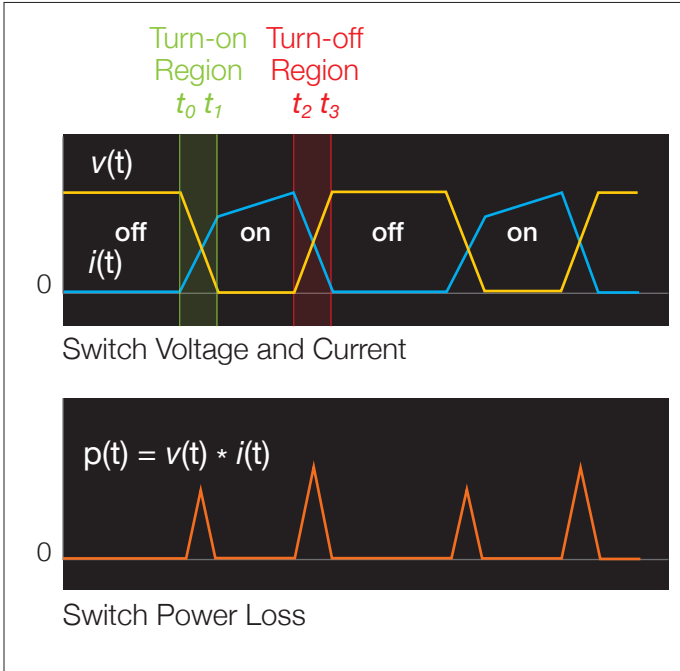 Turn-on Turn-off
Region Region
t0 t1 t2 t3
v(t)
off on off on
i(t)
0
Switch Voltage and Current
p(t) = v(t) * i(t)
0
Switch Power Loss